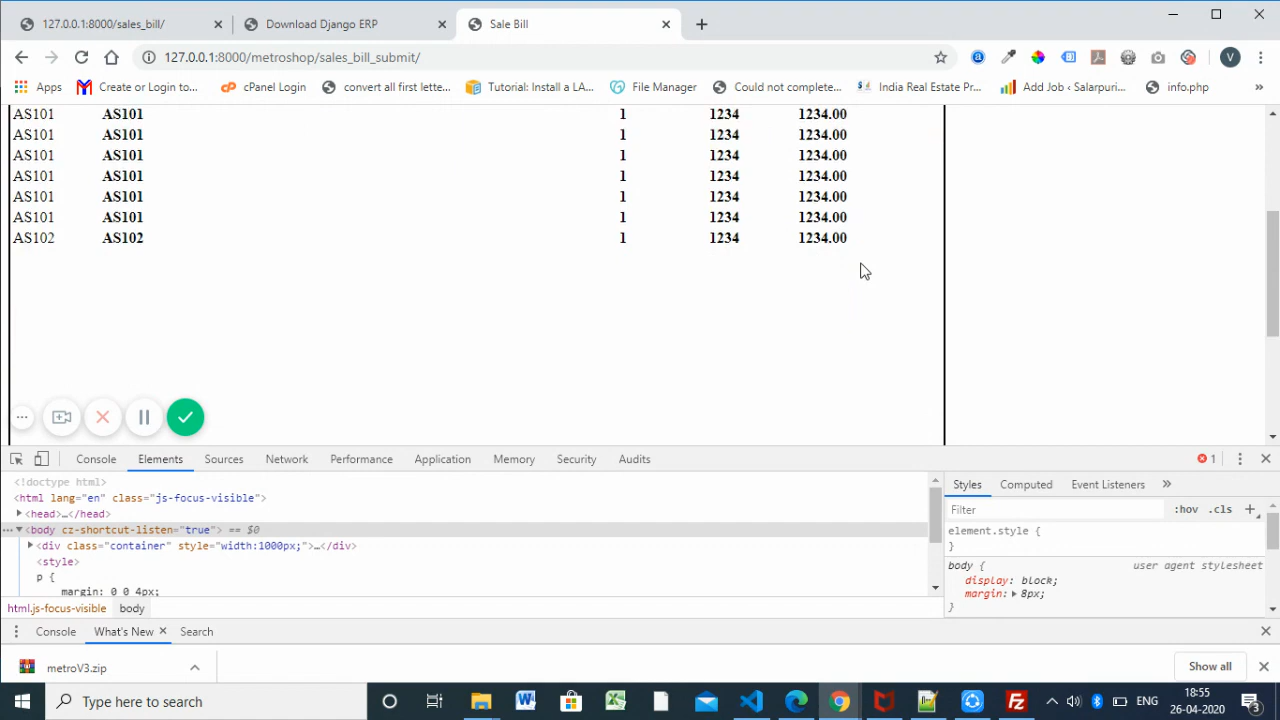 127.0.0.1:8000/sales_bill/
Download Django ERP
Sale Bill
127.0.0.1:8000/metroshop/sales_bill_submit/
V
Apps
Create or Login to...
cPanel Login
convert all first lette...
Tutorial: Install a LA...
File Manager
Could not complete...
India Real Estate Pr...
Add Job ‹ Salarpuri...
info.php
»
AS101 AS101 1 1234 1234.00
AS101 AS101 1 1234 1234.00
AS101 AS101 1 1234 1234.00
AS101 AS101 1 1234 1234.00
AS101 AS101 1 1234 1234.00
AS101 AS101 1 1234 1234.00
AS102 AS102 1 1234 1234.00
Console Elements Sources Network Performance Application Memory Security Audits 1
<!doctype html>
<html lang="en" class="js-focus-visible">
<head>…</head>
<body cz-shortcut-listen="true"> == $0
<div class="container" style="width:1000px;">…</div>
<style>
p {
margin: 0 0 4px;
html.js-focus-visible body
Styles Computed Event Listeners »
Filter :hov .cls +
element.style {
}
body { user agent stylesheet
display: block;
margin: 8px;
}
Console What's New Search
metroV3.zip
Show all
Type here to search
ENG
18:55
26-04-2020
3